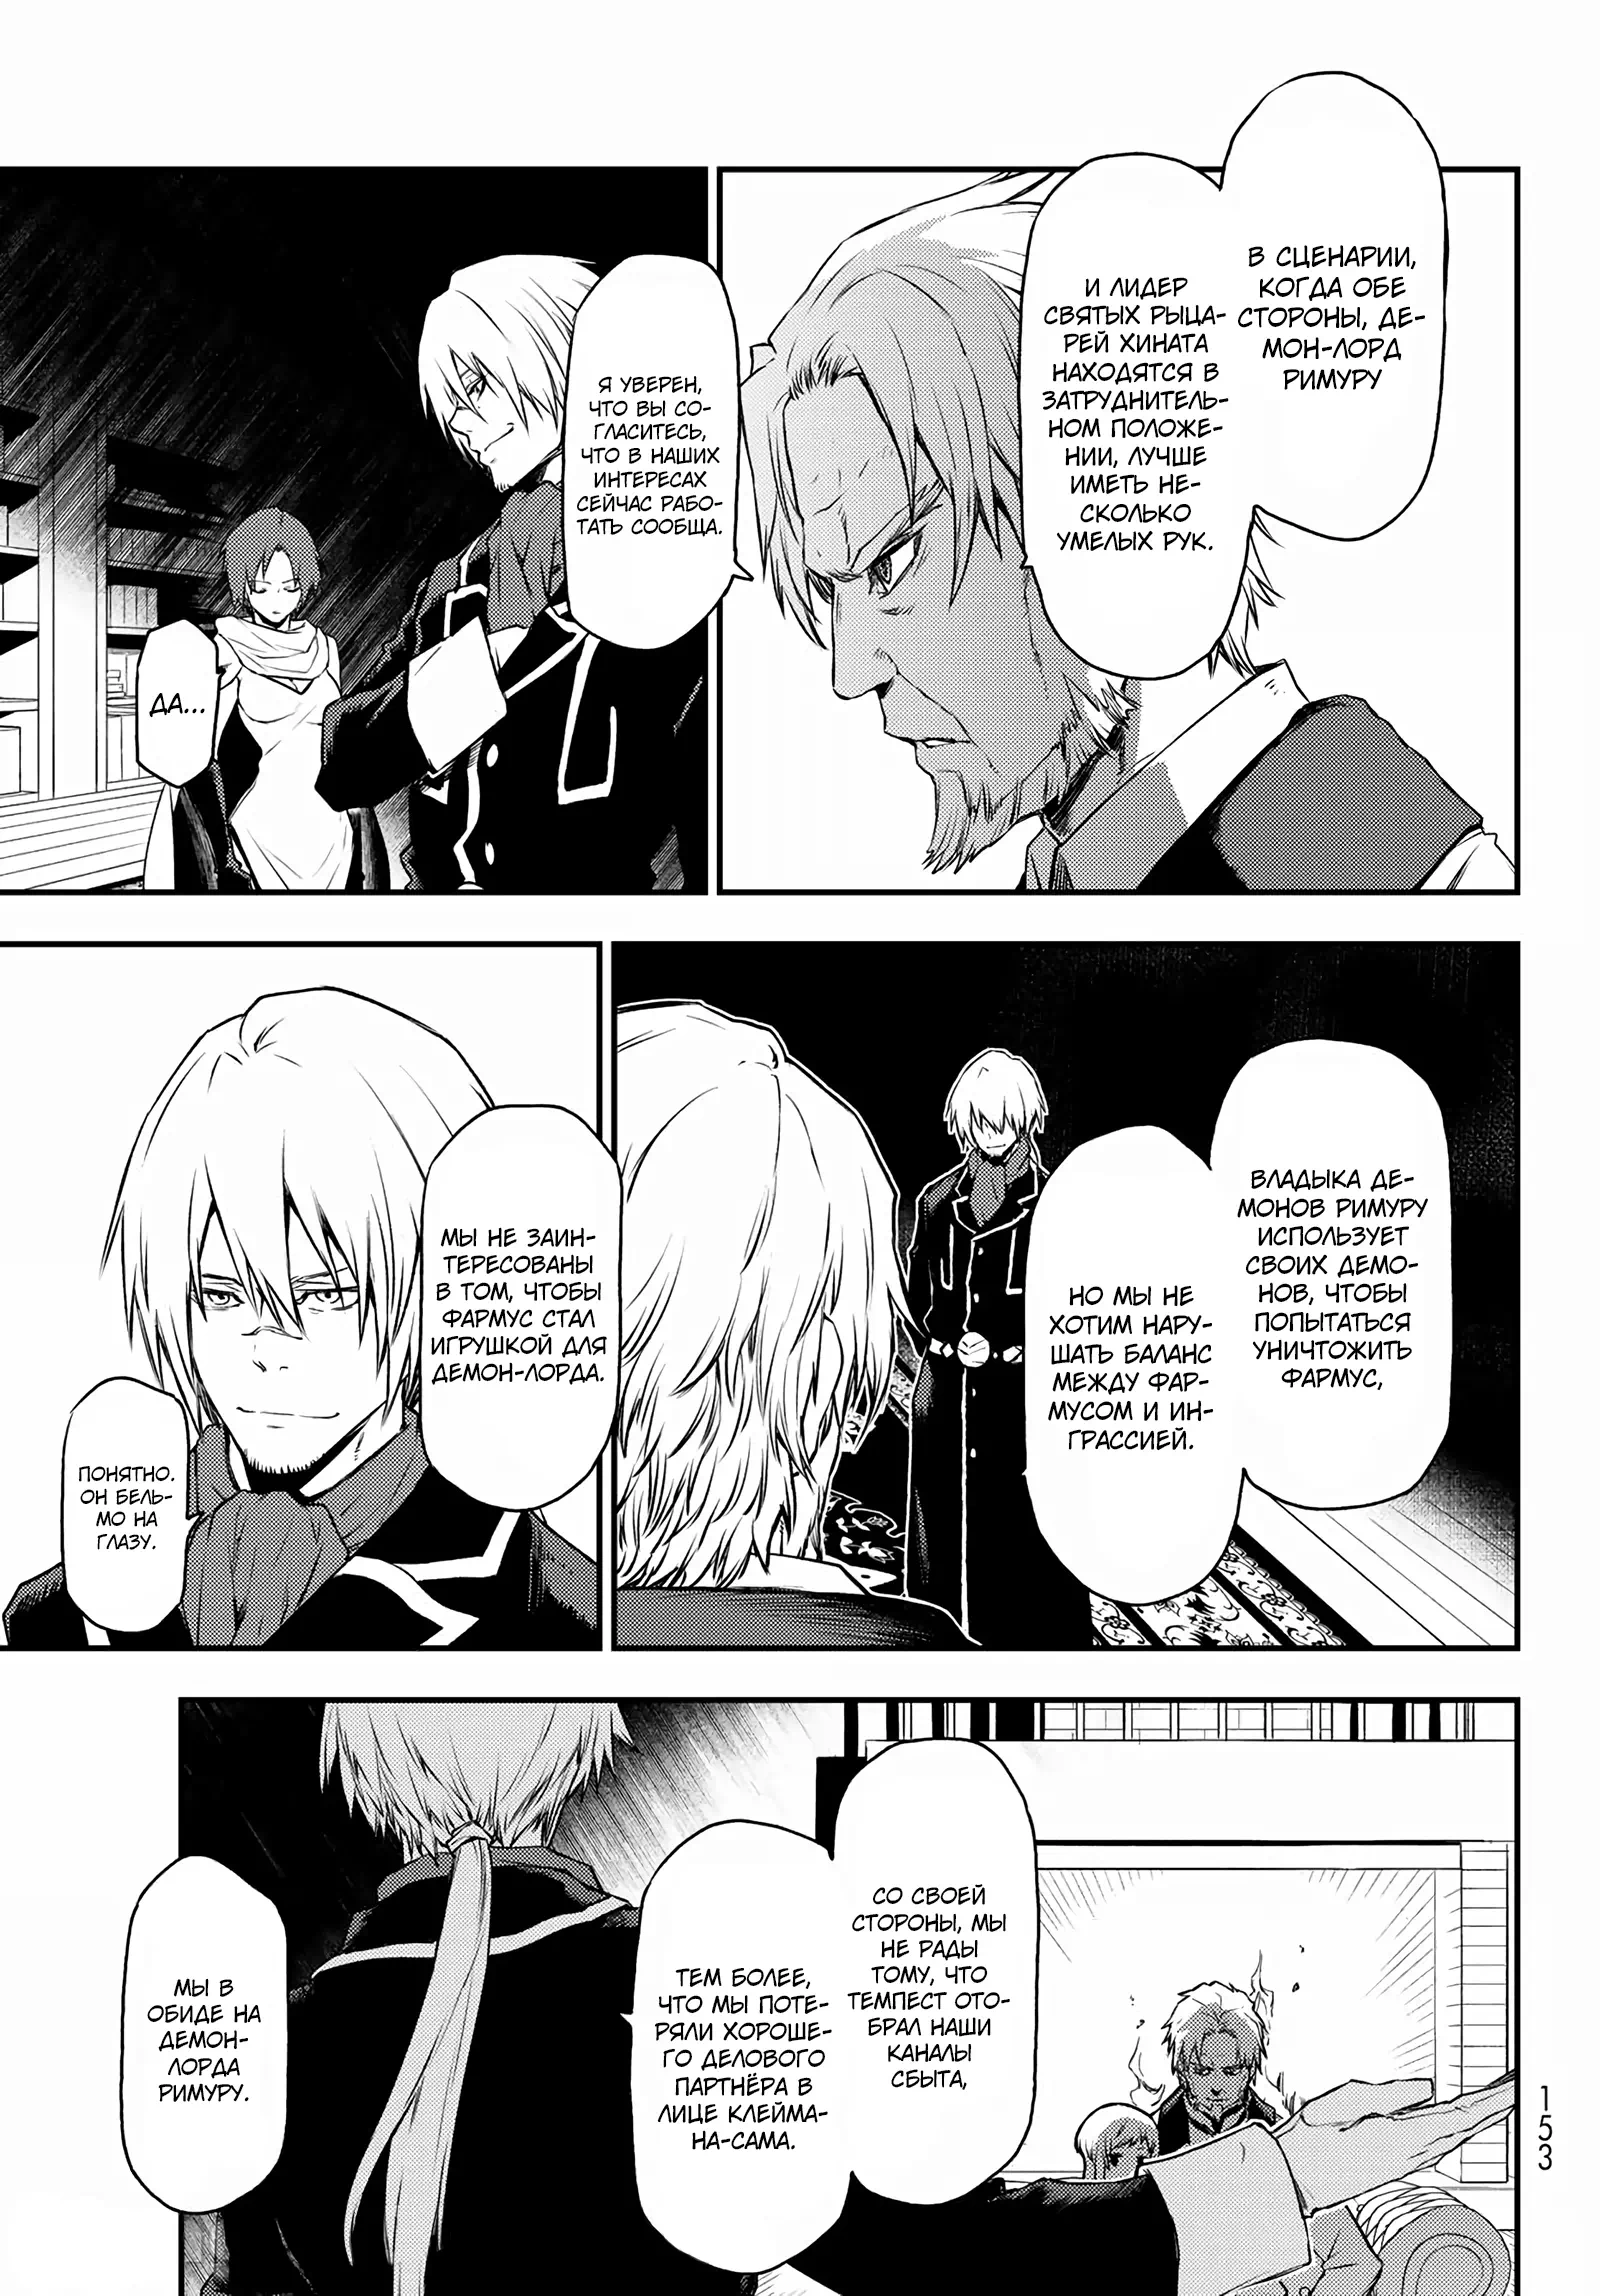 В СЦЕНАРИИ,
КОГДА ОБЕ
СТОРОНЫ, ДЕ-
МОН-ЛОРД
РИМУРУ
И ЛИДЕР
СВЯТЫХ РЫЦА-
РЕЙ ХИНАТА
НАХОДЯТСЯ В
ЗАТРУДНИТЕЛЬ-
НОМ ПОЛОЖЕ-
НИИ, ЛУЧШЕ
ИМЕТЬ НЕ-
СКОЛЬКО
УМЕЛЫХ РУК.
Я УВЕРЕН,
ЧТО ВЫ СО-
ГЛАСИТЕСЬ,
ЧТО В НАШИХ
ИНТЕРЕСАХ
СЕЙЧАС РАБО-
ТАТЬ СООБЩА.
ДА...
ВЛАДЫКА ДЕ-
МОНОВ РИМУРУ
ИСПОЛЬЗУЕТ
СВОИХ ДЕМО-
НОВ, ЧТОБЫ
ПОПЫТАТЬСЯ
УНИЧТОЖИТЬ
ФАРМУС,
НО МЫ НЕ
ХОТИМ НАРУ-
ШАТЬ БАЛАНС
МЕЖДУ ФАР-
МУСОМ И ИН-
ГРАССИЕЙ.
МЫ НЕ ЗАИН-
ТЕРЕСОВАНЫ
В ТОМ, ЧТОБЫ
ФАРМУС СТАЛ
ИГРУШКОЙ ДЛЯ
ДЕМОН-ЛОРДА.
ПОНЯТНО.
ОН БЕЛЬ-
МО НА
ГЛАЗУ.
СО СВОЕЙ
СТОРОНЫ, МЫ
НЕ РАДЫ
ТОМУ, ЧТО
ТЕМПЕСТ ОТО-
БРАЛ НАШИ
КАНАЛЫ
СБЫТА,
ТЕМ БОЛЕЕ,
ЧТО МЫ ПОТЕ-
РЯЛИ ХОРОШЕ-
ГО ДЕЛОВОГО
ПАРТНЁРА В
ЛИЦЕ КЛЕЙМА-
НА-САМА.
МЫ В
ОБИДЕ НА
ДЕМОН-
ЛОРДА
РИМУРУ.
153